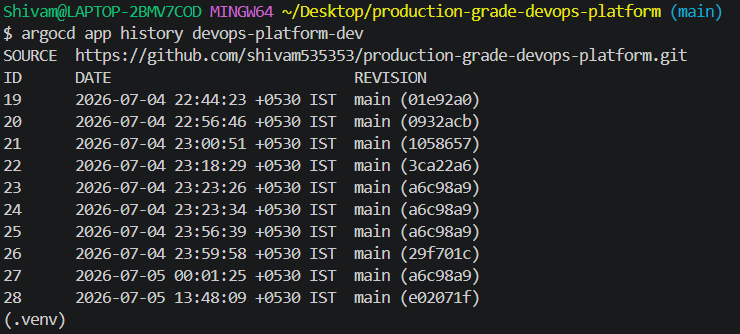 Shivam@LAPTOP-2BMV7COD MINGW64 ~/Desktop/production-grade-devops-platform (main)
$ argocd app history devops-platform-dev
SOURCE  https://github.com/shivam535353/production-grade-devops-platform.git
ID      DATE                           REVISION
19      2026-07-04 22:44:23 +0530 IST  main (01e92a0)
20      2026-07-04 22:56:46 +0530 IST  main (0932acb)
21      2026-07-04 23:00:51 +0530 IST  main (1058657)
22      2026-07-04 23:18:29 +0530 IST  main (3ca22a6)
23      2026-07-04 23:23:26 +0530 IST  main (a6c98a9)
24      2026-07-04 23:23:34 +0530 IST  main (a6c98a9)
25      2026-07-04 23:56:39 +0530 IST  main (a6c98a9)
26      2026-07-04 23:59:58 +0530 IST  main (29f701c)
27      2026-07-05 00:01:25 +0530 IST  main (a6c98a9)
28      2026-07-05 13:48:09 +0530 IST  main (e02071f)
(.venv)